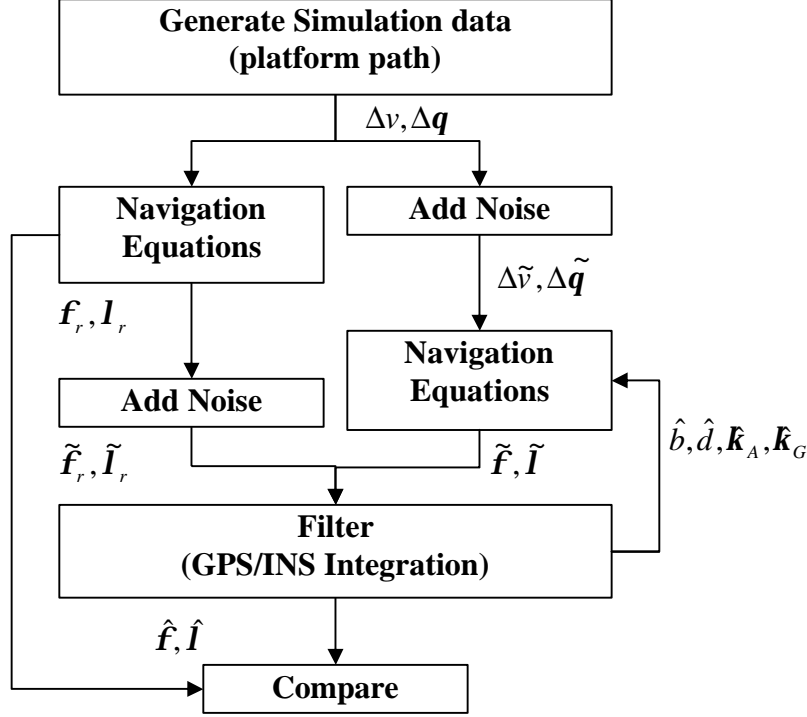 Generate Simulation data
(platform path)
Δv, Δq
Navigation
Equations
Add Noise
Δṽ, Δq̃
f_r, l_r
Navigation
Equations
Add Noise
f̃_r, l̃_r
f̃, l̃
b̂, d̂, k̂_A, k̂_G
Filter
(GPS/INS Integration)
f̂, l̂
Compare